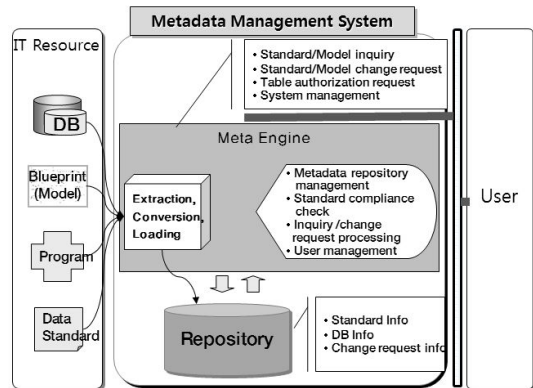 Metadata Management System
IT Resource
DB
Blueprint
(Model)
Program
Data
Standard
• Standard/Model inquiry
• Standard/Model change request
• Table authorization request
• System management
Meta Engine
Extraction,
Conversion,
Loading
• Metadata repository
management
• Standard compliance
check
• Inquiry/change
request processing
• User management
Repository
• Standard Info
• DB Info
• Change request info
User